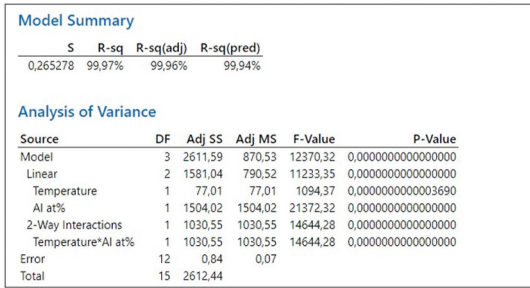 Model Summary
S R-sq R-sq(adj) R-sq(pred)
0,265278 99,97% 99,96% 99,94%
Analysis of Variance
Source DF Adj SS Adj MS F-Value P-Value
Model 3 2611,59 870,53 12370,32 0,0000000000000000
Linear 2 1581,04 790,52 11233,35 0,0000000000000000
Temperature 1 77,01 77,01 1094,37 0,0000000000003690
Al at% 1 1504,02 1504,02 21372,32 0,0000000000000000
2-Way Interactions 1 1030,55 1030,55 14644,28 0,0000000000000000
Temperature*Al at% 1 1030,55 1030,55 14644,28 0,0000000000000000
Error 12 0,84 0,07
Total 15 2612,44